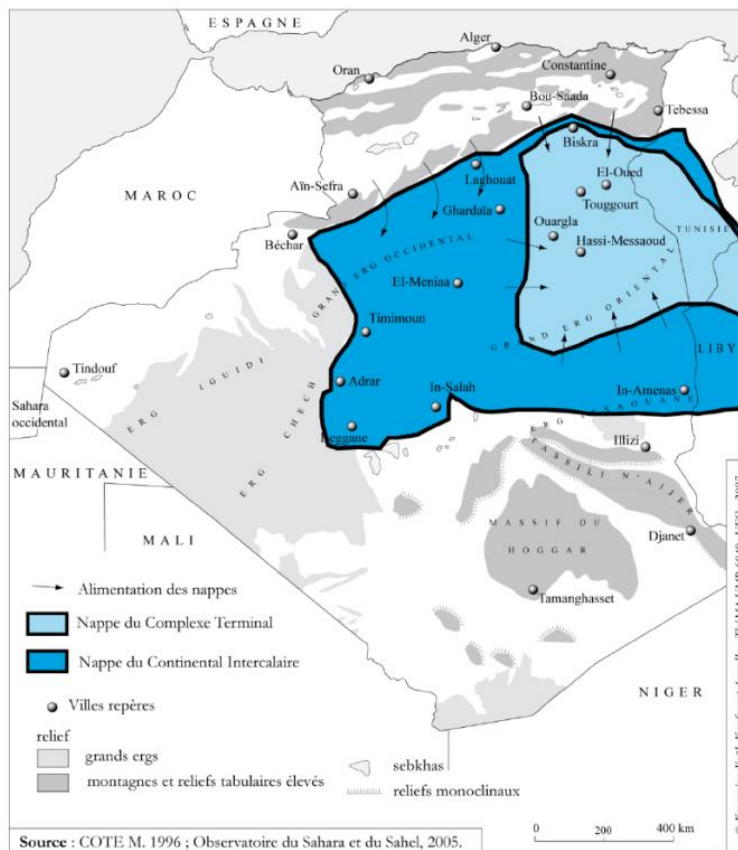 ESPAGNE
Alger
Oran
Constantine
Bou-Saada
Tebessa
Biskra
MAROC
Aïn-Sefra
Laghouat
El-Oued
Touggourt
Ghardaïa
Béchar
Ouargla
TUNISIE
Hassi-Messaoud
GRAND ERG OCCIDENTAL
El-Meniaa
GRAND ERG ORIENTAL
Timimoun
LIBY
Tindouf
ERG IGUIDI
Adrar
In-Salah
In-Amenas
Sahara
occidental
ERG CHECH
Reggane
ERG
Illizi
MAURITANIE
TASSILI N'AJJER
MALI
MASSIF DU
HOGGAR
Djanet
Tamanghasset
NIGER
Alimentation des nappes
Nappe du Complexe Terminal
Nappe du Continental Intercalaire
Villes repères
relief
grands ergs
montagnes et reliefs tabulaires élevés
sebkhas
reliefs monoclinaux
0 200 400 km
Source : COTE M. 1996 ; Observatoire du Sahara et du Sahel, 2005.